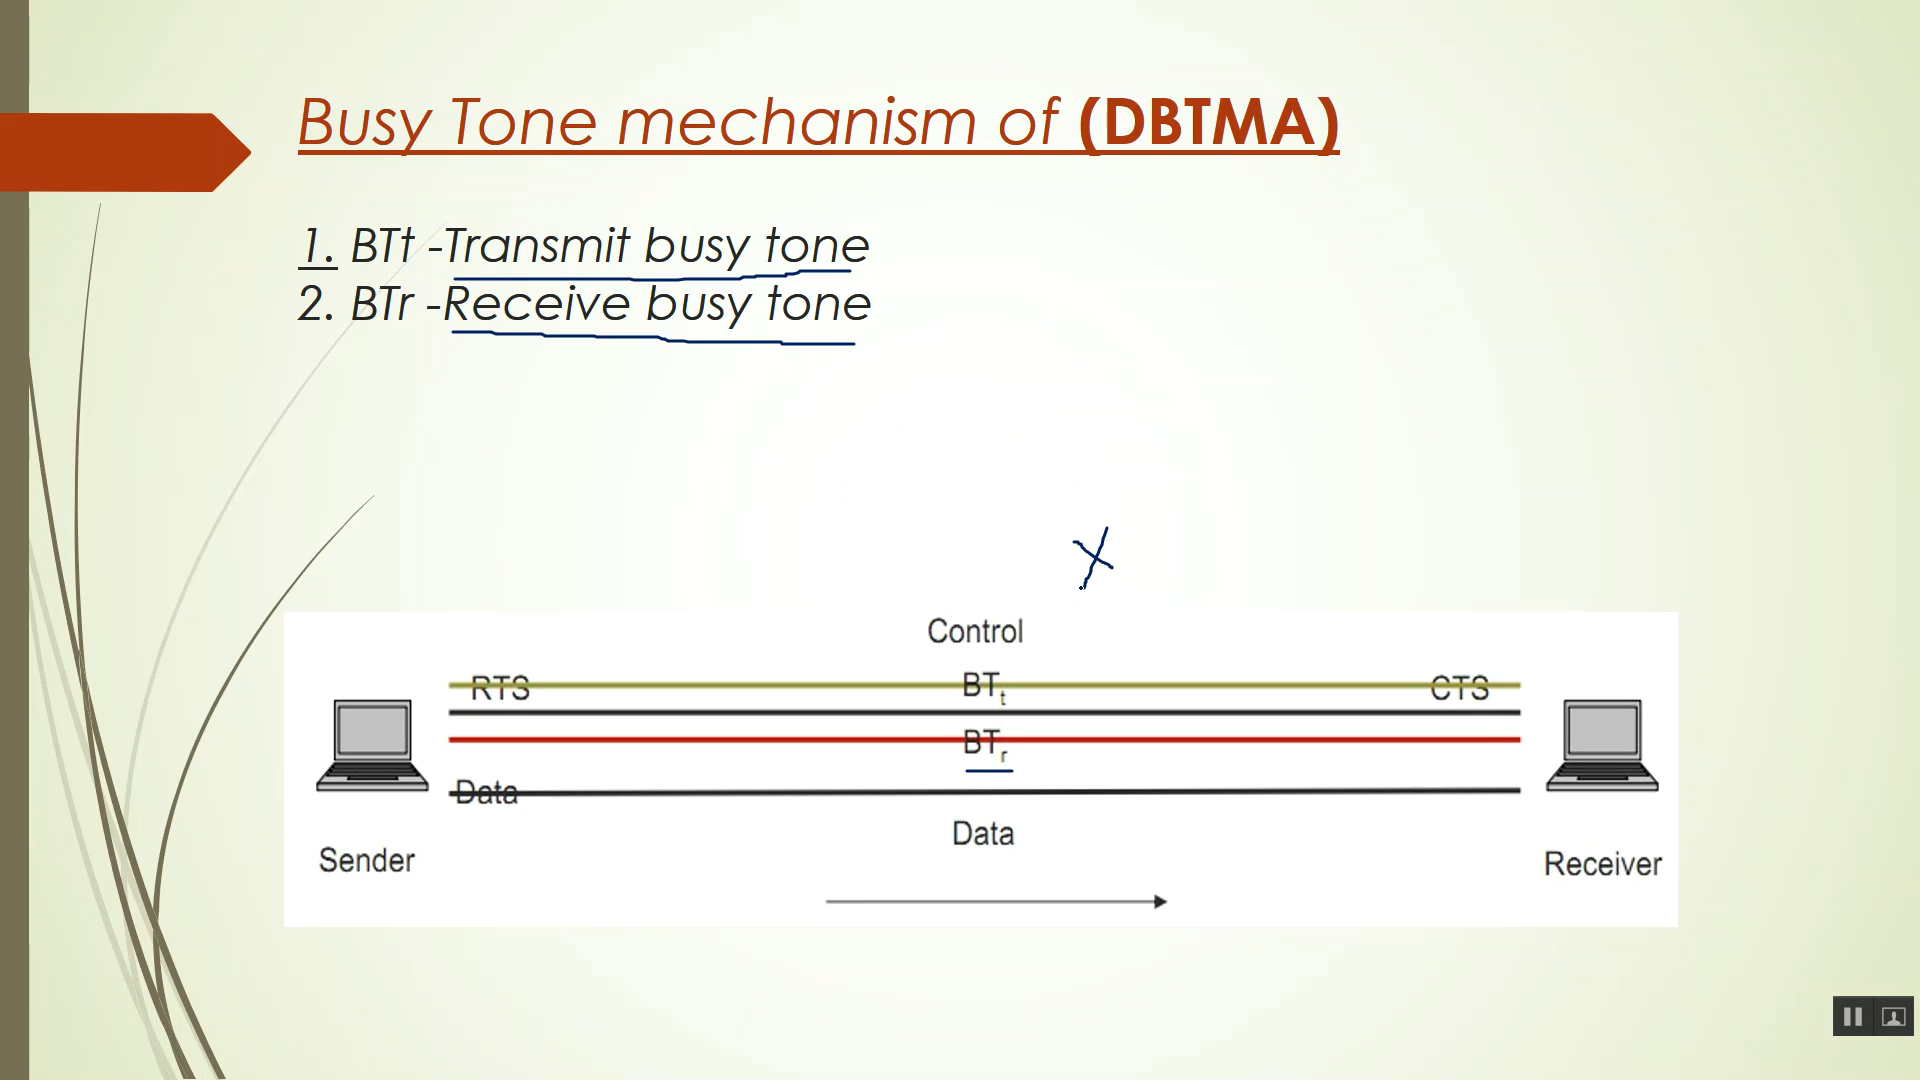 Busy Tone mechanism of (DBTMA)
1. BTt -Transmit busy tone
2. BTr -Receive busy tone
X
Control
RTS BTt CTS
BTr
Data
Data
Sender Receiver